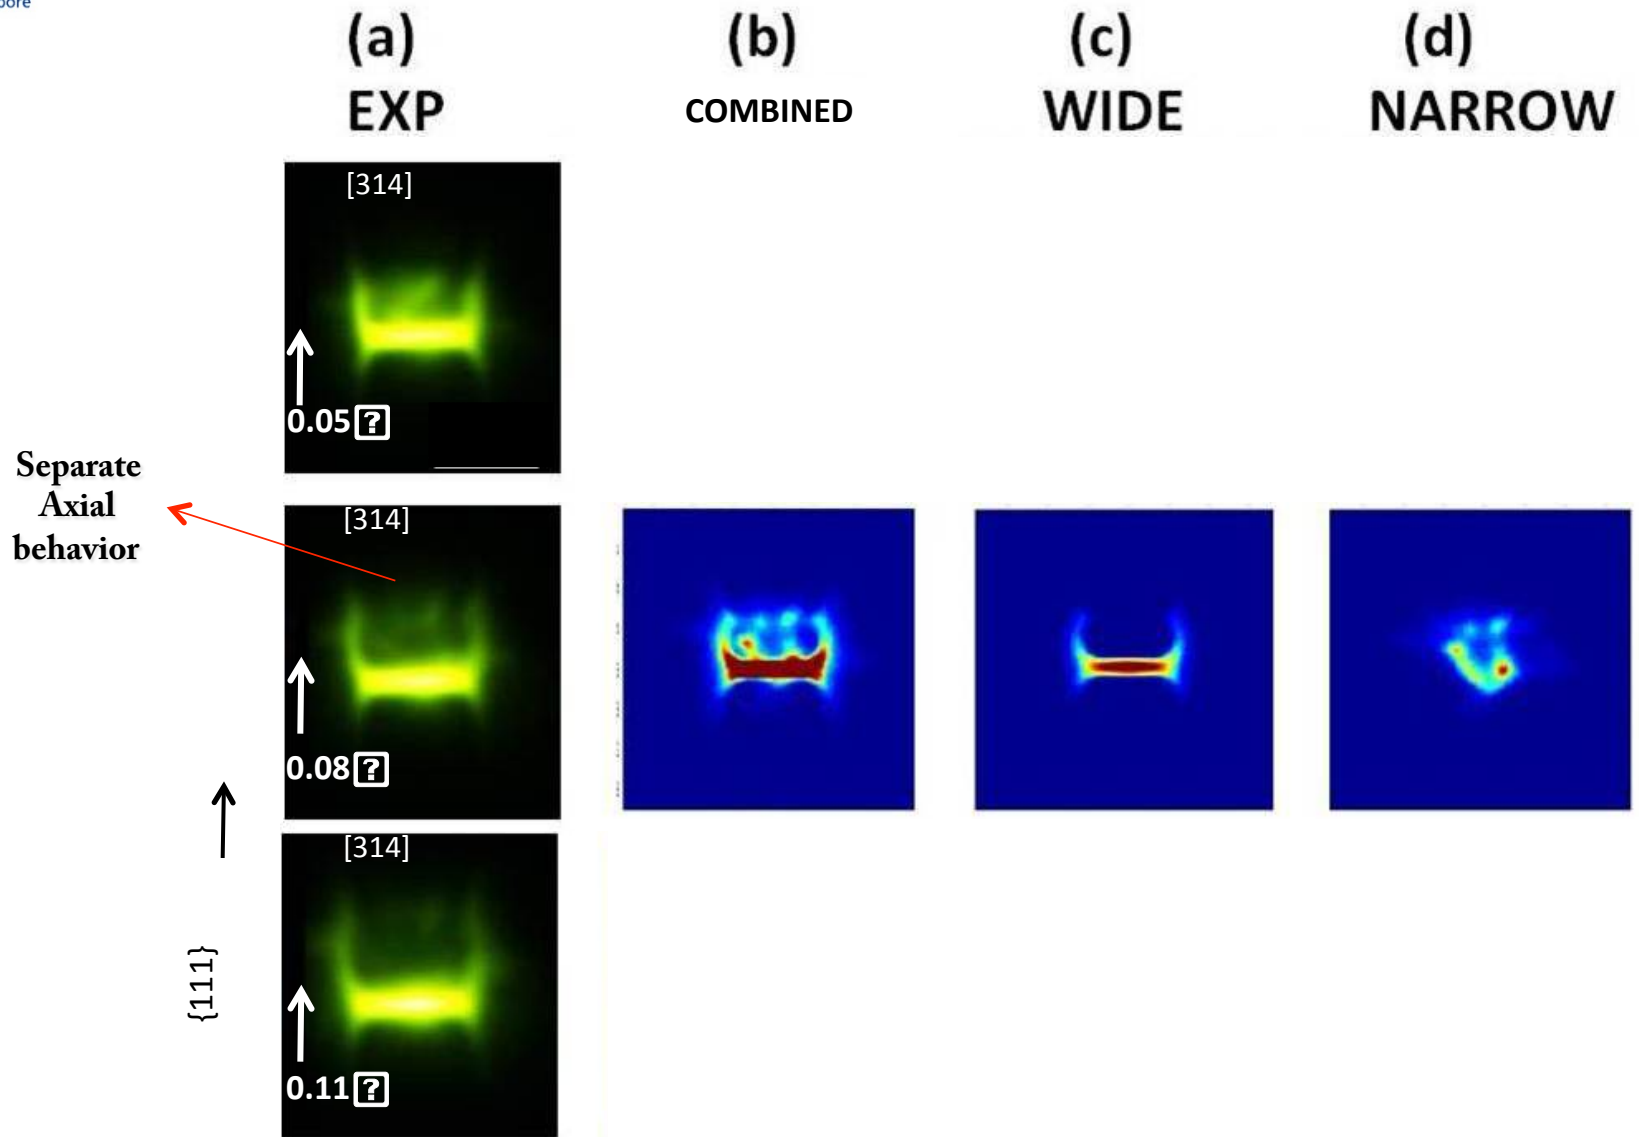 (a) (b) (c) (d)
EXP COMBINED WIDE NARROW
[314]
0.05
Separate
Axial
behavior
[314]
0.08
{111}
[314]
0.11